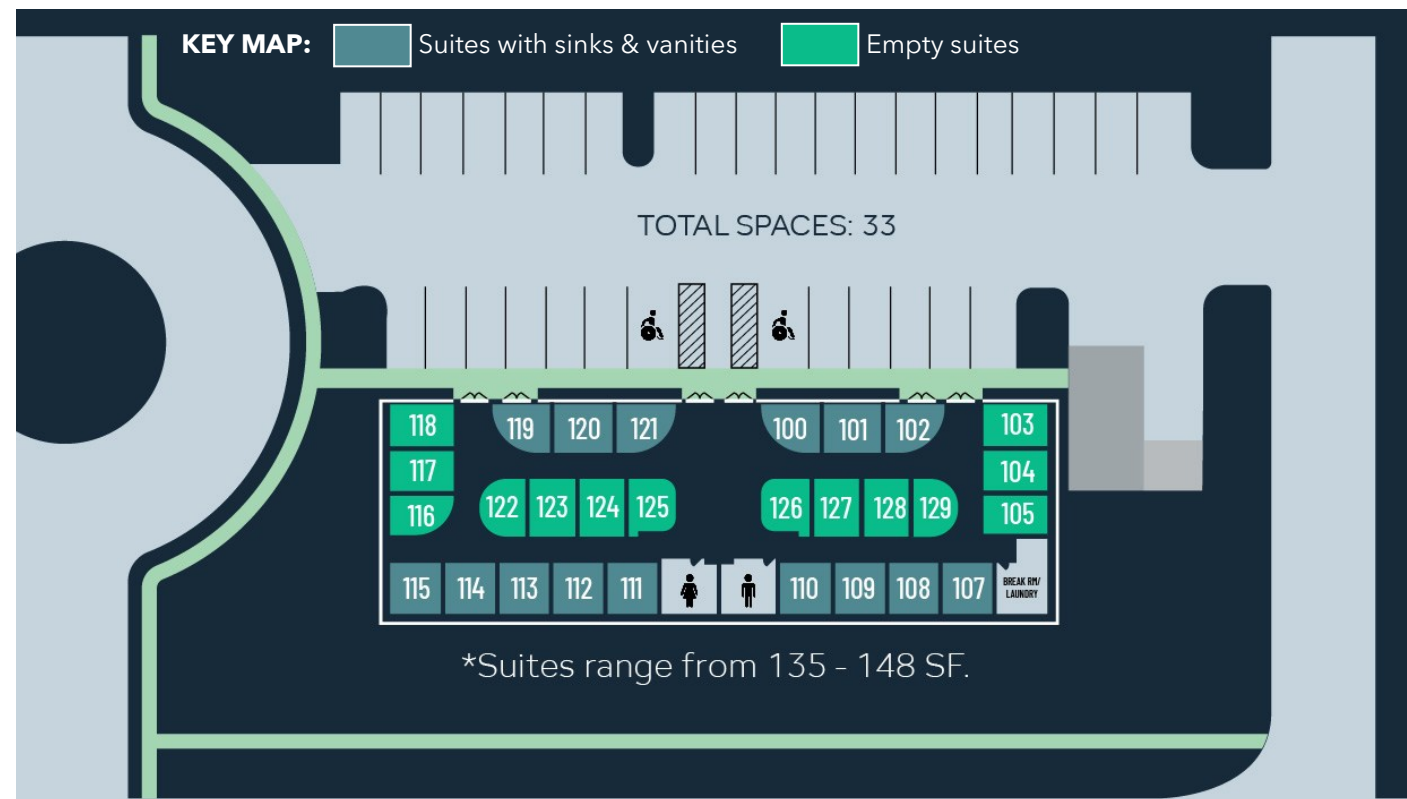 KEY MAP: Suites with sinks & vanities Empty suites
TOTAL SPACES: 33
118 119 120 121 100 101 102 103
117 104
122 123 124 125 126 127 128 129
116 105
115 114 113 112 111 110 109 108 107 BREAK RM/
LAUNDRY
*Suites range from 135 - 148 SF.